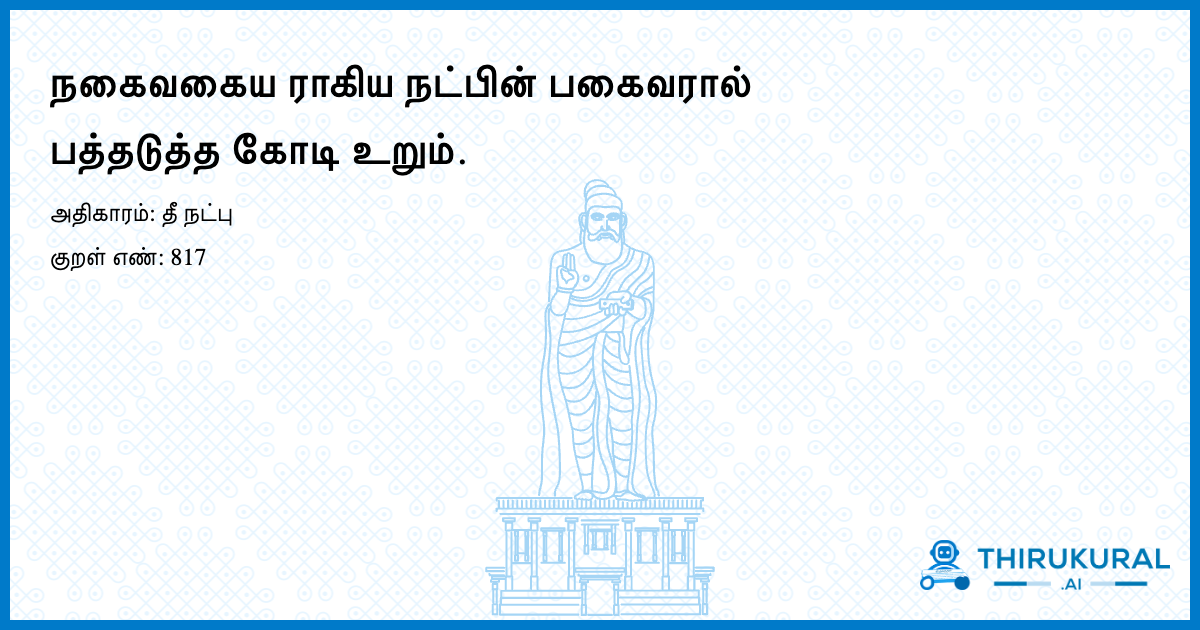 நகைவகைய ராகிய நட்பின் பகைவரால்
பத்தடுத்த கோடி உறும்.
அதிகாரம்: தீ நட்பு
குறள் எண்: 817
THIRUKURAL
.AI